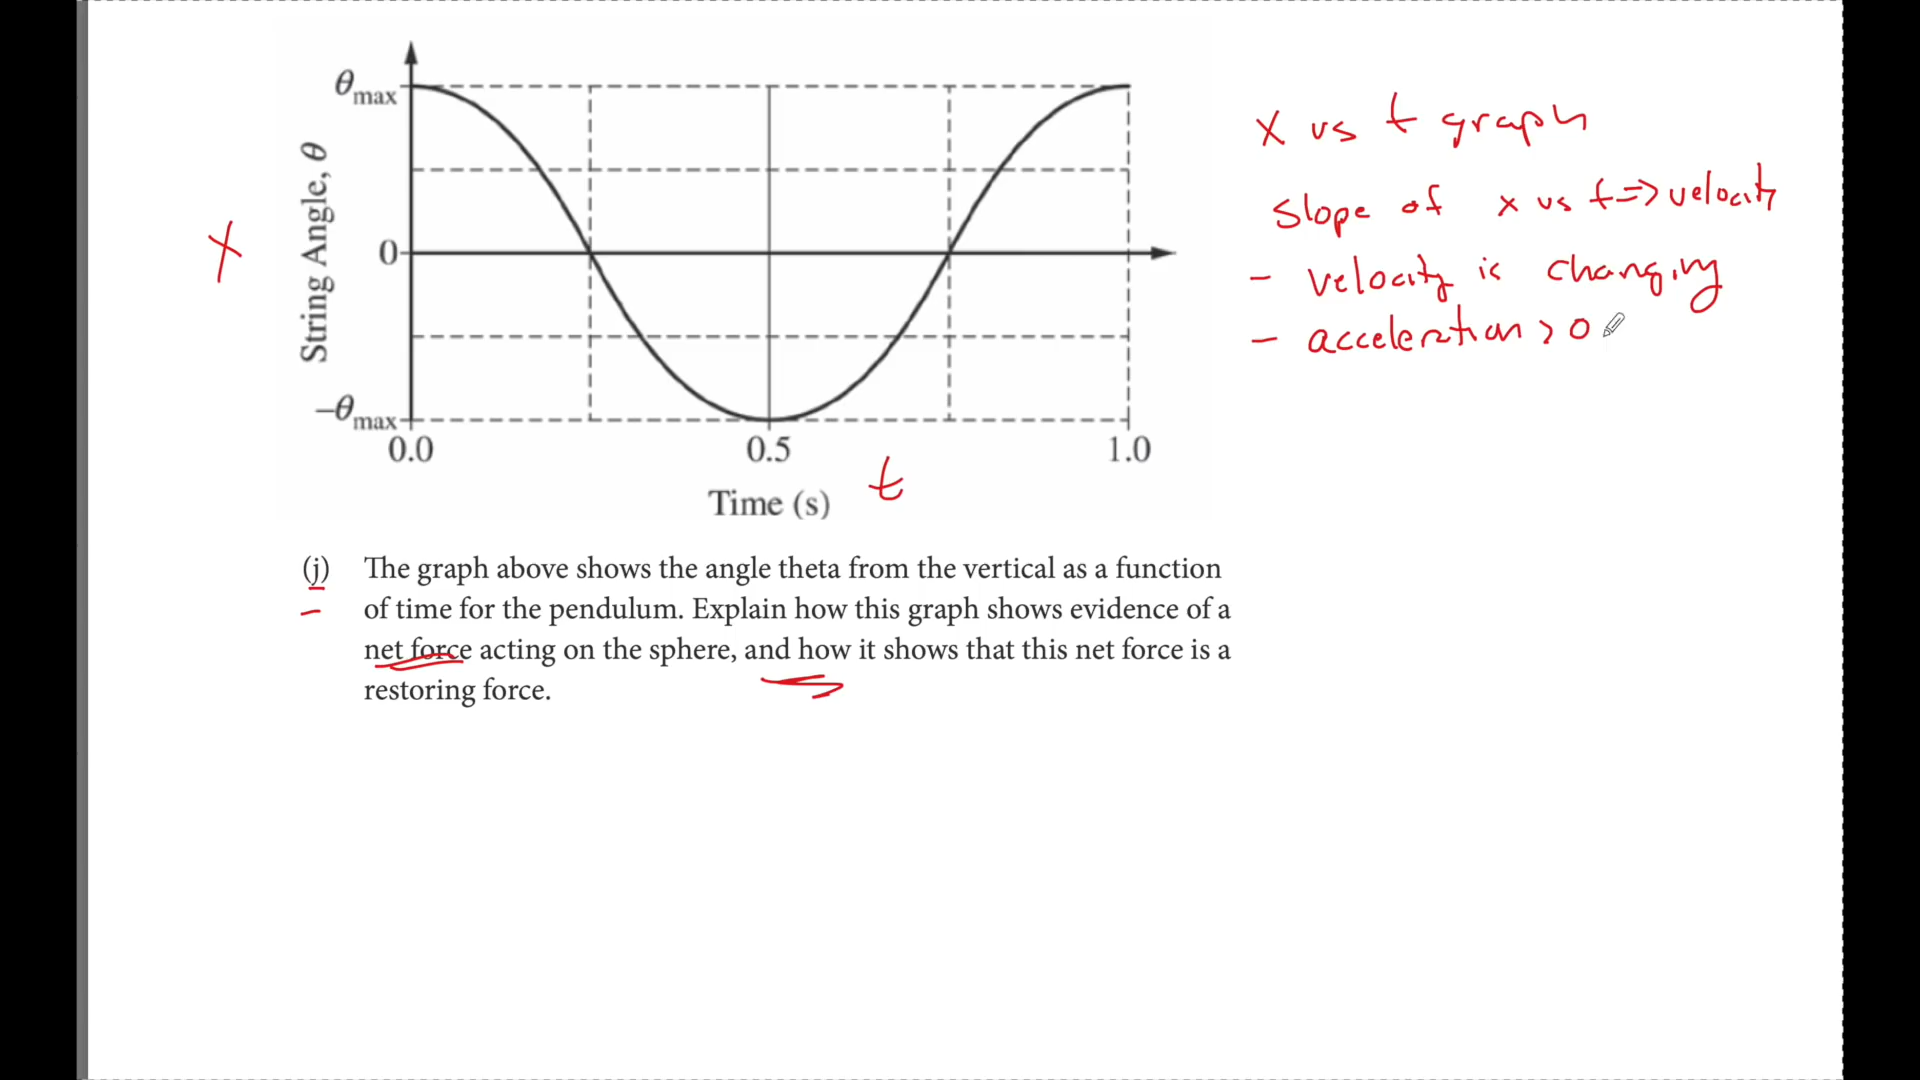 θmax
0
–θmax
String Angle, θ
0.0 0.5 1.0
Time (s)
x
t
x vs t graph
slope of x vs t => velocity
- velocity is changing
- acceleration > 0
(j) The graph above shows the angle theta from the vertical as a function
of time for the pendulum. Explain how this graph shows evidence of a
net force acting on the sphere, and how it shows that this net force is a
restoring force.